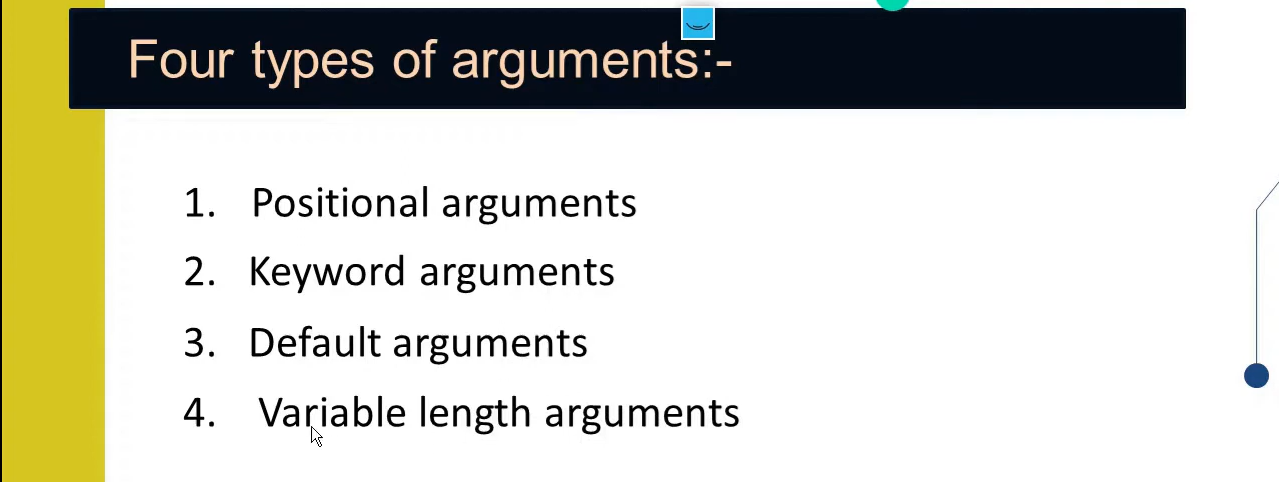 Four types of arguments:-
1. Positional arguments
2. Keyword arguments
3. Default arguments
4. Variable length arguments